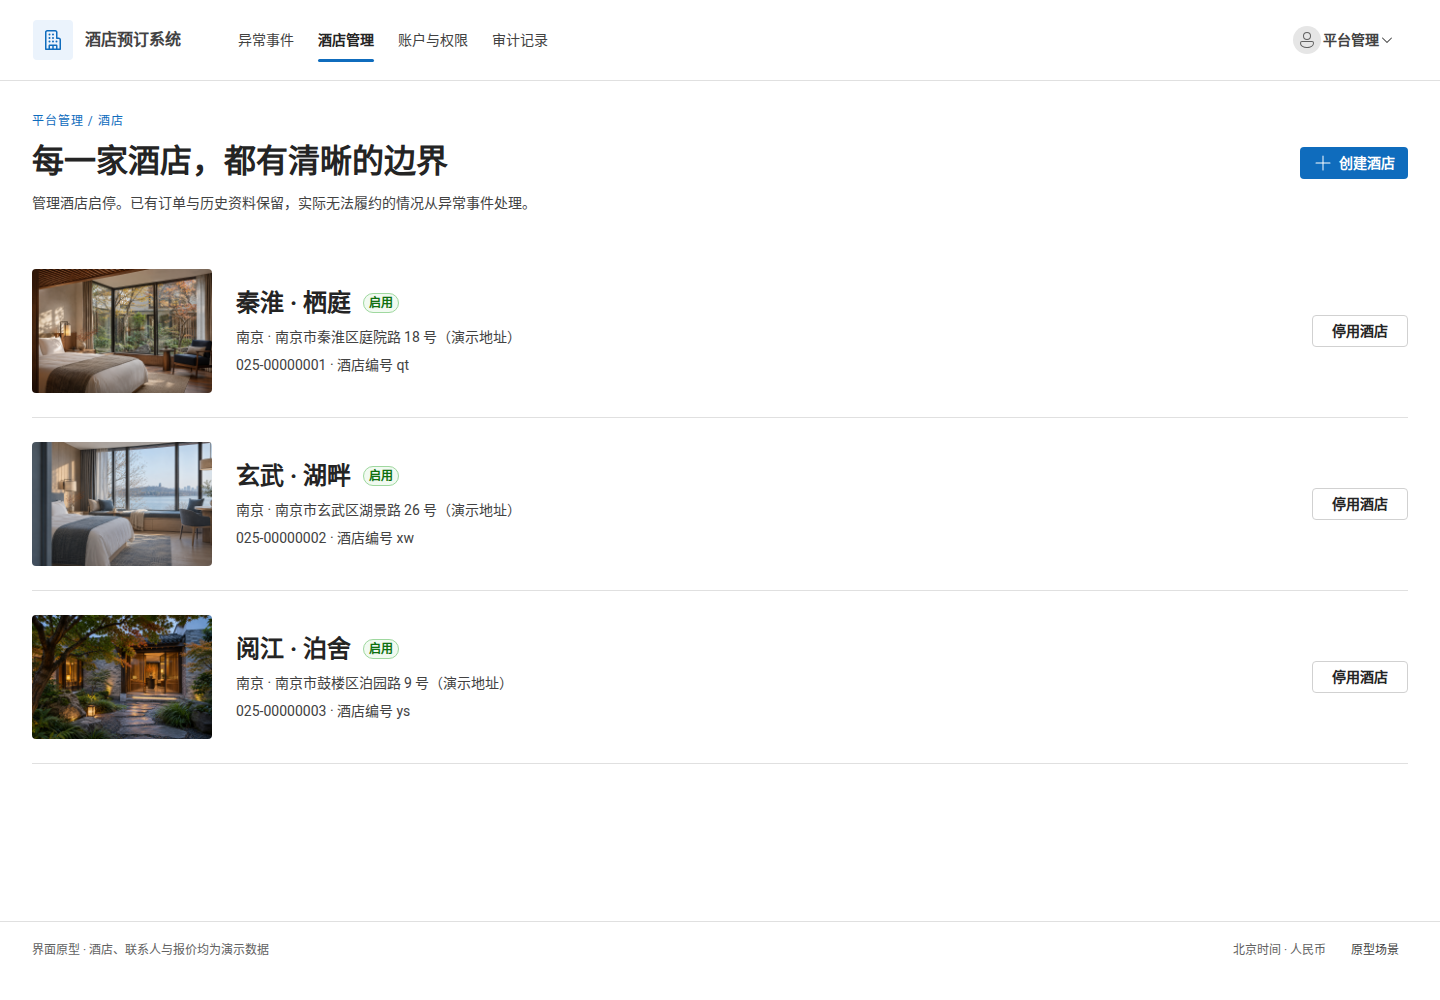 酒店预订系统
异常事件 酒店管理 账户与权限 审计记录
平台管理
平台管理 / 酒店
每一家酒店，都有清晰的边界
创建酒店
管理酒店启停。已有订单与历史资料保留，实际无法履约的情况从异常事件处理。
秦淮 · 栖庭 启用
南京 · 南京市秦淮区庭院路 18 号（演示地址）
025-00000001 · 酒店编号 qt
停用酒店
玄武 · 湖畔 启用
南京 · 南京市玄武区湖景路 26 号（演示地址）
025-00000002 · 酒店编号 xw
停用酒店
阅江 · 泊舍 启用
南京 · 南京市鼓楼区泊园路 9 号（演示地址）
025-00000003 · 酒店编号 ys
停用酒店
界面原型 · 酒店、联系人与报价均为演示数据
北京时间 · 人民币 原型场景